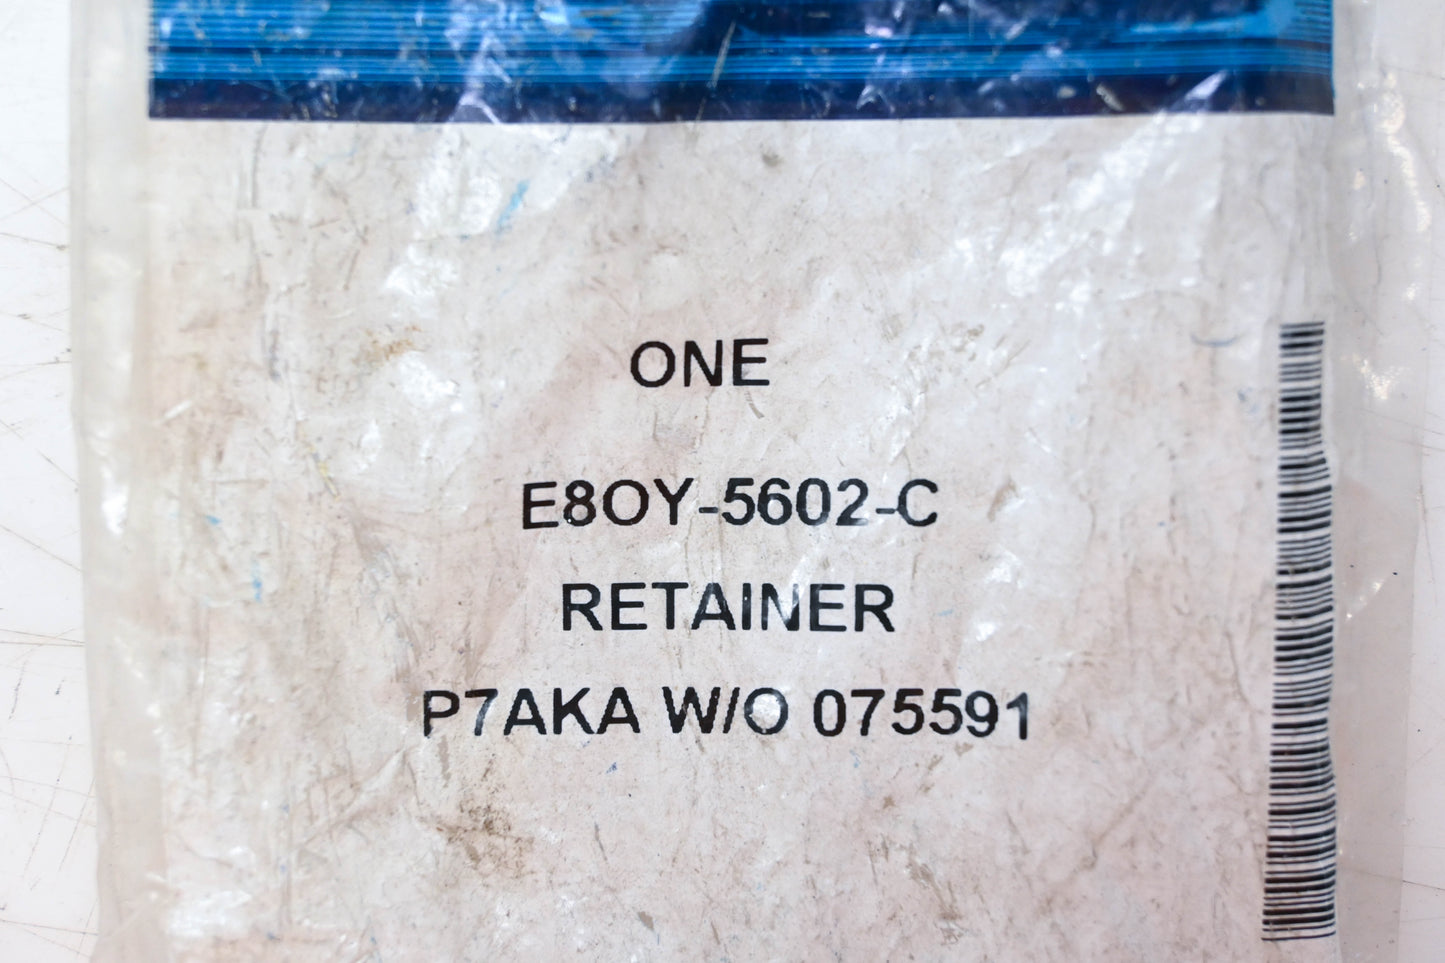 ONE
E8OY-5602-C
RETAINER
P7AKA W/O 075591